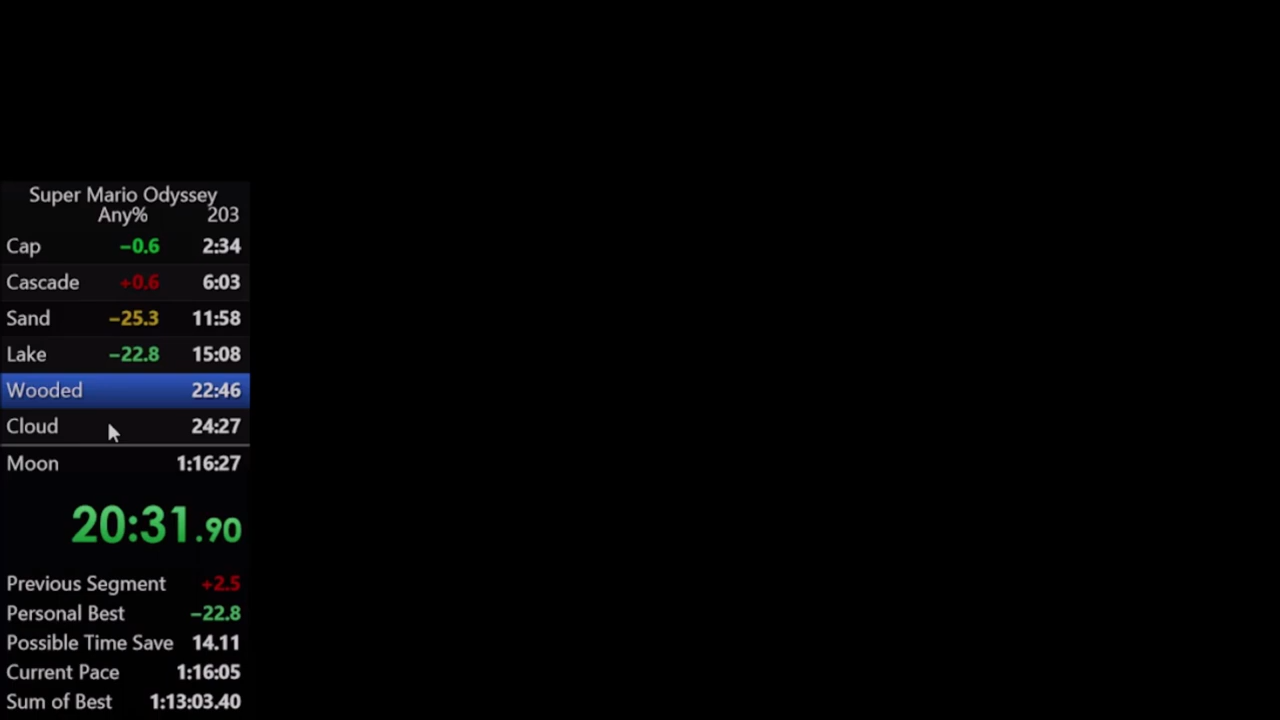 Super Mario Odyssey
Any% 203
Cap −0.6 2:34
Cascade +0.6 6:03
Sand −25.3 11:58
Lake −22.8 15:08
Wooded 22:46
Cloud 24:27
Moon 1:16:27
20:31.90
Previous Segment +2.5
Personal Best −22.8
Possible Time Save 14.11
Current Pace 1:16:05
Sum of Best 1:13:03.40